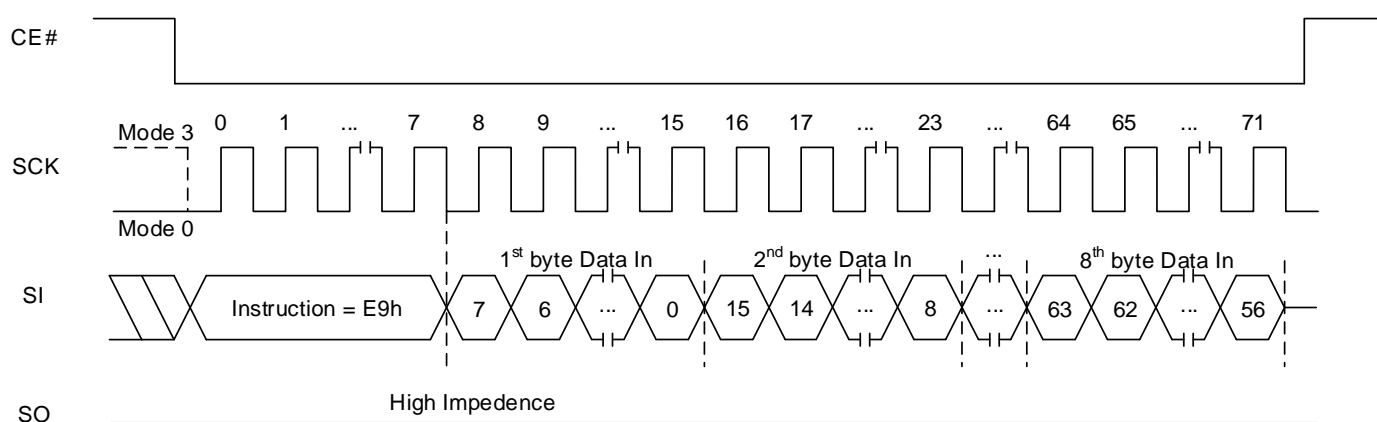 CE#
0 1 ... 7 8 9 ... 15 16 17 ... 23 ... 64 65 ... 71
Mode 3
SCK
Mode 0
1st byte Data In 2nd byte Data In ... 8th byte Data In
SI
Instruction = E9h 7 6 ... 0 15 14 ... 8 ... 63 62 ... 56
High Impedence
SO